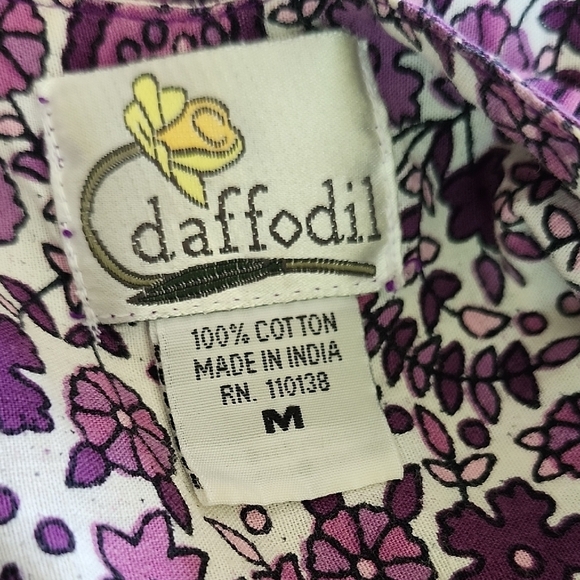 daffodil
100% COTTON
MADE IN INDIA
RN. 110138
M